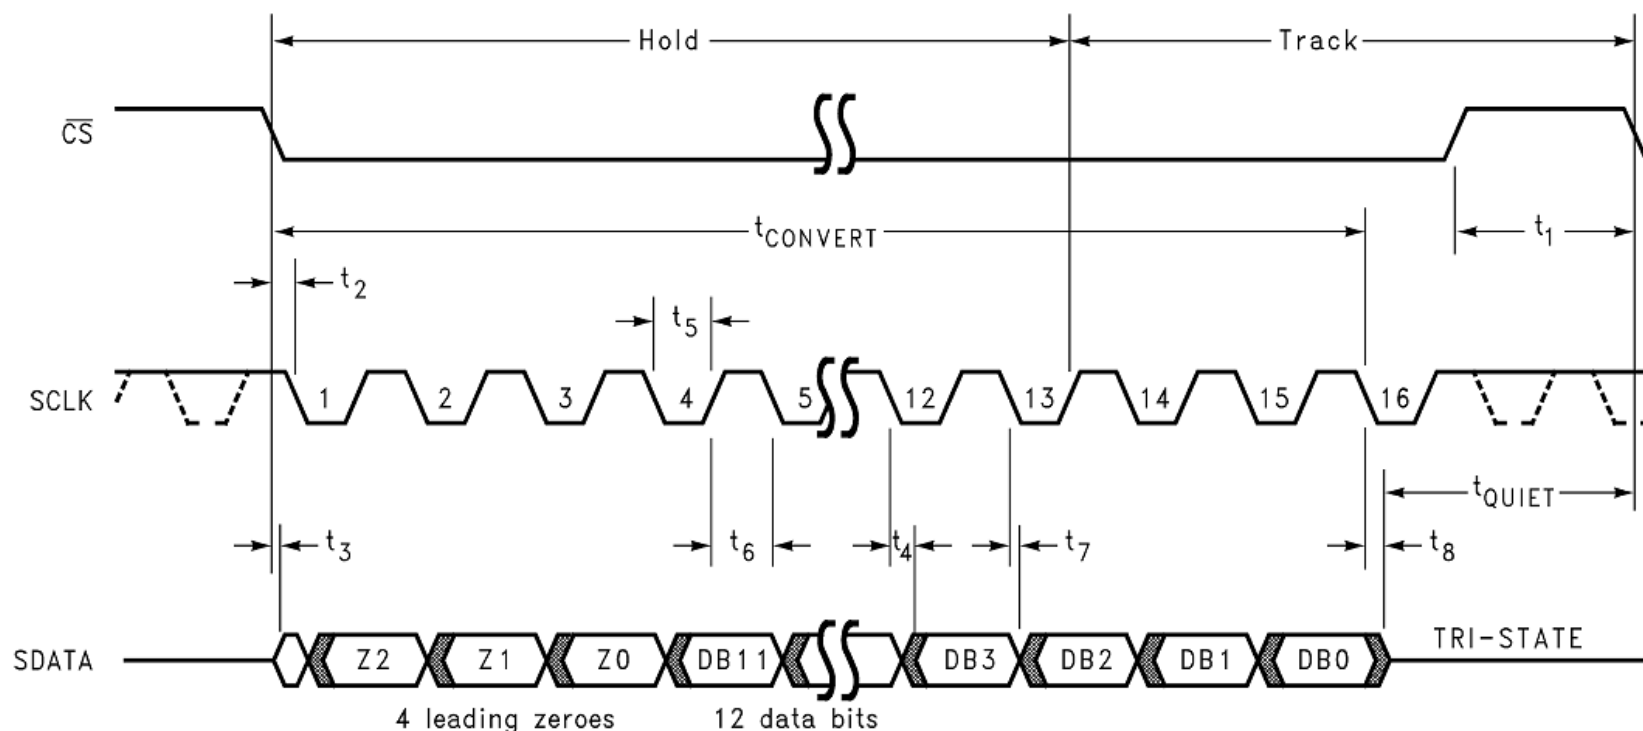 Hold Track
C̅S̅
tCONVERT t1
t2
t5
SCLK 1 2 3 4 5 12 13 14 15 16
tQUIET
t3 t6 t4 t7 t8
SDATA Z2 Z1 Z0 DB11 DB3 DB2 DB1 DB0 TRI-STATE
4 leading zeroes 12 data bits